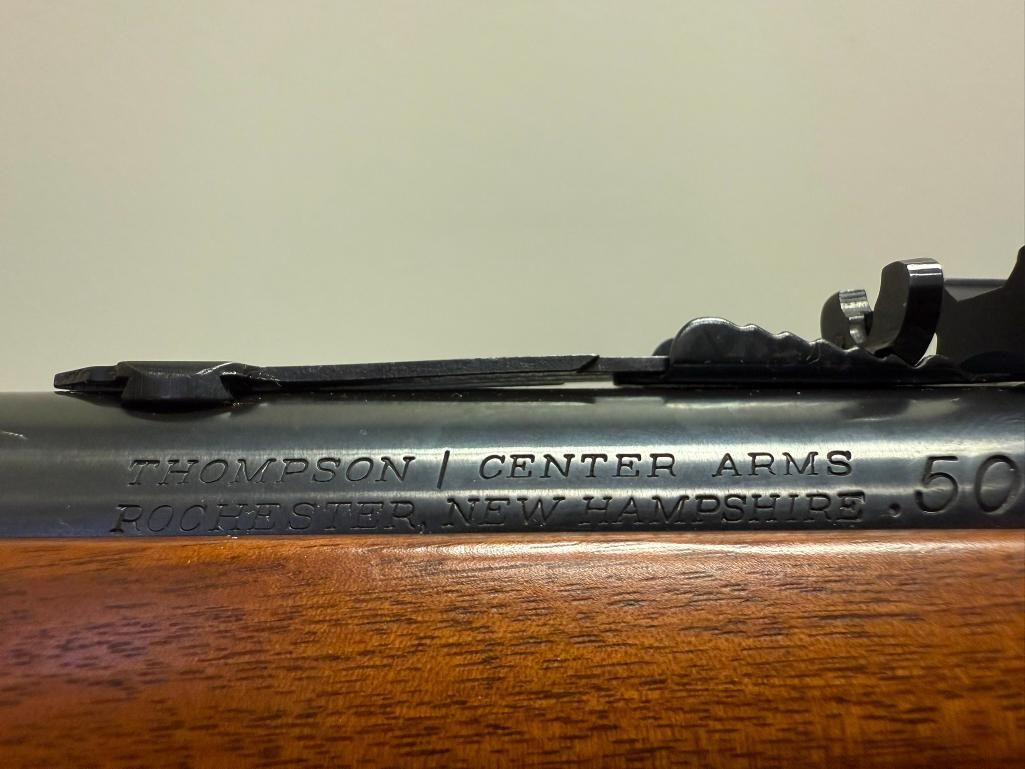 THOMPSON / CENTER ARMS
ROCHESTER, NEW HAMPSHIRE .50